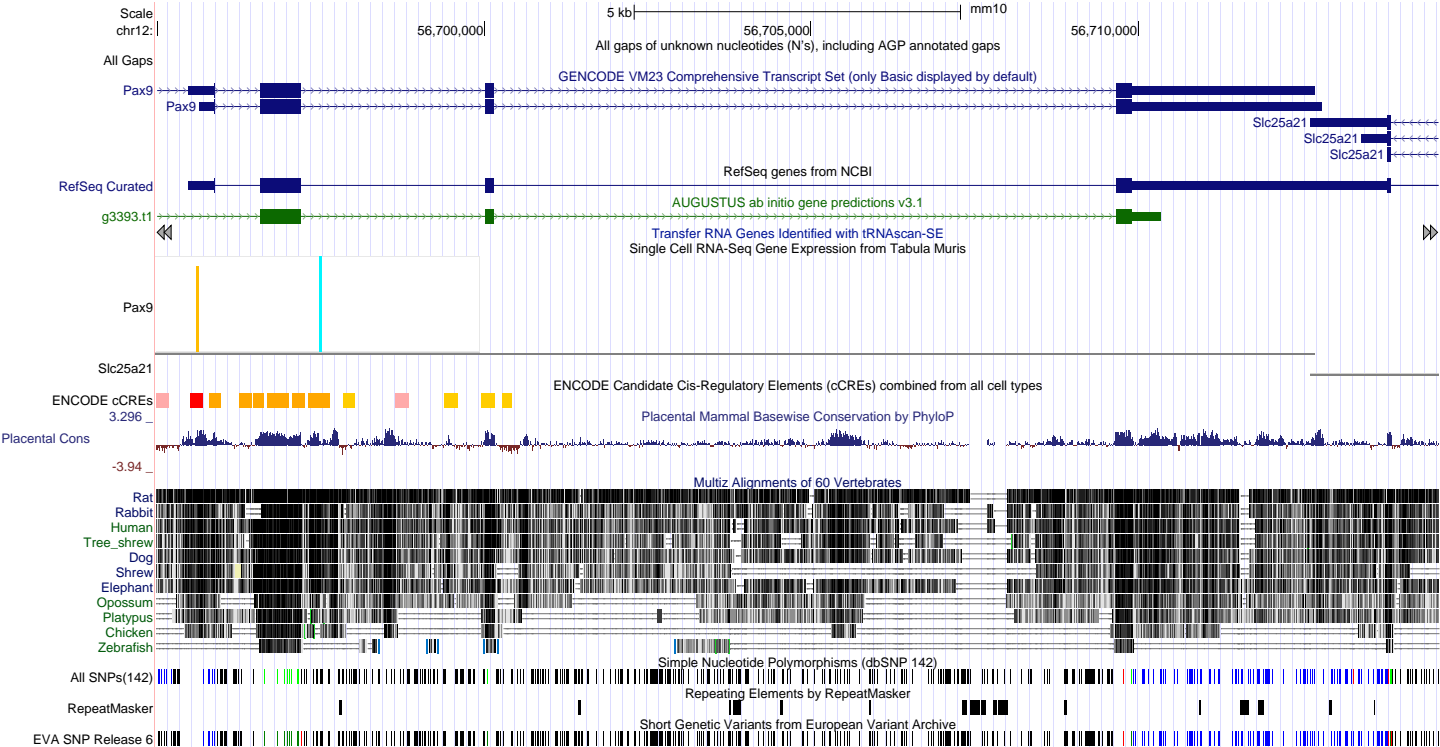 Scale 5 kb mm10
chr12: 56,700,000 56,705,000 56,710,000
All gaps of unknown nucleotides (N's), including AGP annotated gaps
All Gaps
GENCODE VM23 Comprehensive Transcript Set (only Basic displayed by default)
Pax9
Pax9
Slc25a21
Slc25a21
Slc25a21
RefSeq genes from NCBI
RefSeq Curated
AUGUSTUS ab initio gene predictions v3.1
g3393.t1
Transfer RNA Genes Identified with tRNAscan-SE
Single Cell RNA-Seq Gene Expression from Tabula Muris
Pax9
Slc25a21
ENCODE Candidate Cis-Regulatory Elements (cCREs) combined from all cell types
ENCODE cCREs
3.296 _ Placental Mammal Basewise Conservation by PhyloP
Placental Cons
-3.94 _
Multiz Alignments of 60 Vertebrates
Rat
Rabbit
Human
Tree_shrew
Dog
Shrew
Elephant
Opossum
Platypus
Chicken
Zebrafish
Simple Nucleotide Polymorphisms (dbSNP 142)
All SNPs(142)
Repeating Elements by RepeatMasker
RepeatMasker
Short Genetic Variants from European Variant Archive
EVA SNP Release 6